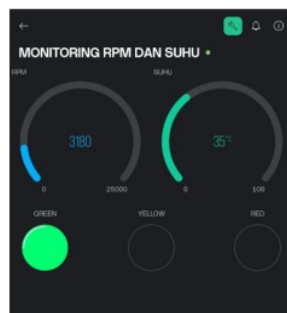 MONITORING RPM DAN SUHU
RPM SUHU
3180 35°C
0 25000 0 100
GREEN YELLOW RED